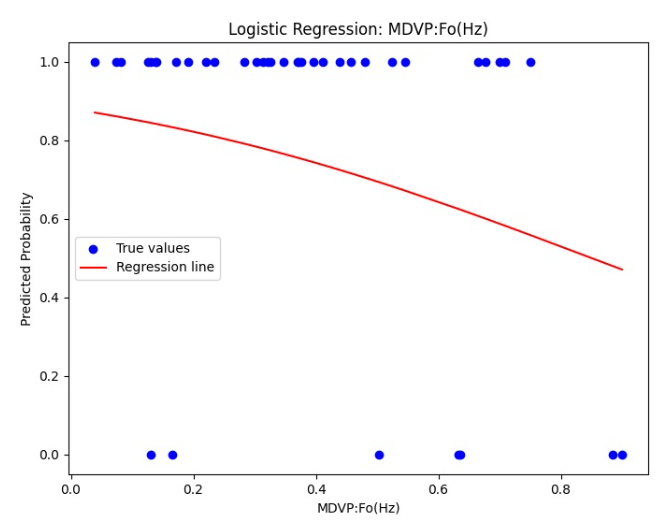 Logistic Regression: MDVP:Fo(Hz)
Predicted Probability
1.0
0.8
0.6
0.4
0.2
0.0
True values
Regression line
0.0 0.2 0.4 0.6 0.8
MDVP:Fo(Hz)